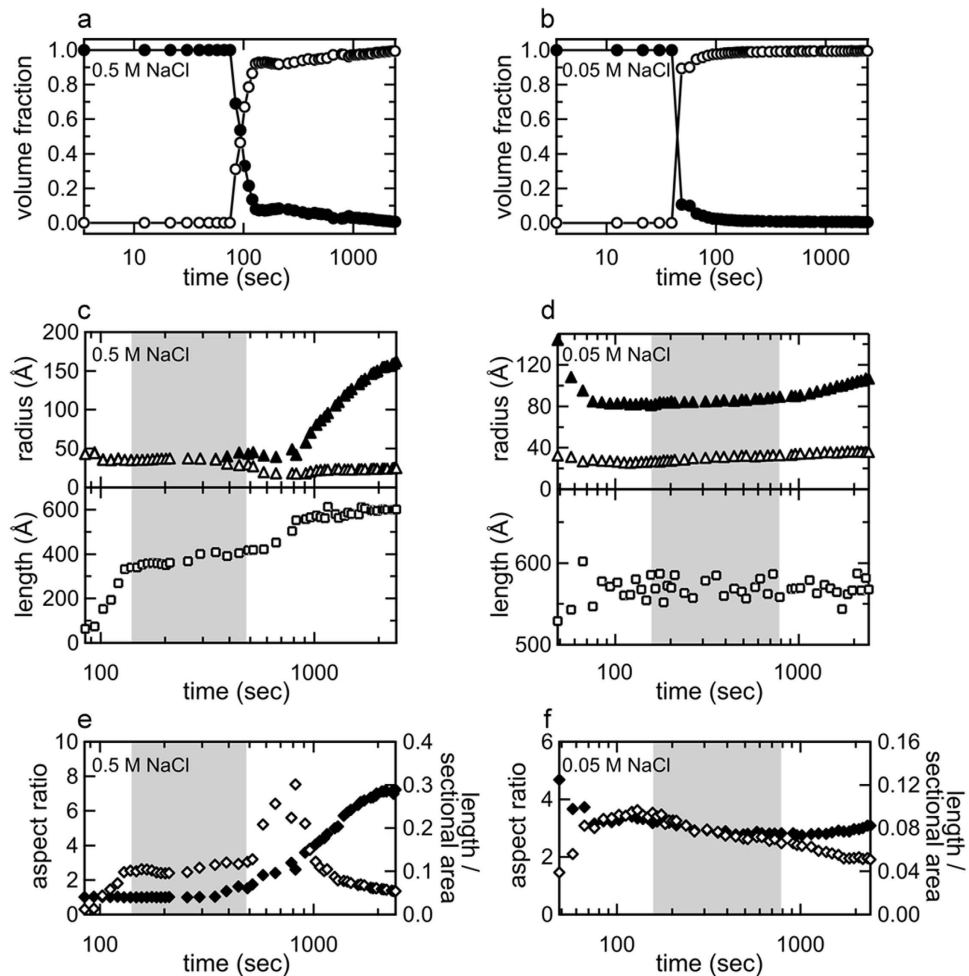 a
b
1.0
0.8
0.6
0.4
0.2
0.0
volume fraction
0.5 M NaCl
10
100
1000
time (sec)
1.0
0.8
0.6
0.4
0.2
0.0
volume fraction
0.05 M NaCl
10
100
1000
time (sec)
c
d
200
150
100
50
0
radius (Å)
0.5 M NaCl
600
400
200
0
length (Å)
100
1000
time (sec)
120
80
40
0
radius (Å)
0.05 M NaCl
600
500
length (Å)
100
1000
time (sec)
e
f
10
8
6
4
2
0
aspect ratio
0.5 M NaCl
0.4
0.3
0.2
0.1
0.0
length /
sectional area
100
1000
time (sec)
6
4
2
0
aspect ratio
0.05 M NaCl
0.16
0.12
0.08
0.04
0.00
length /
sectional area
100
1000
time (sec)